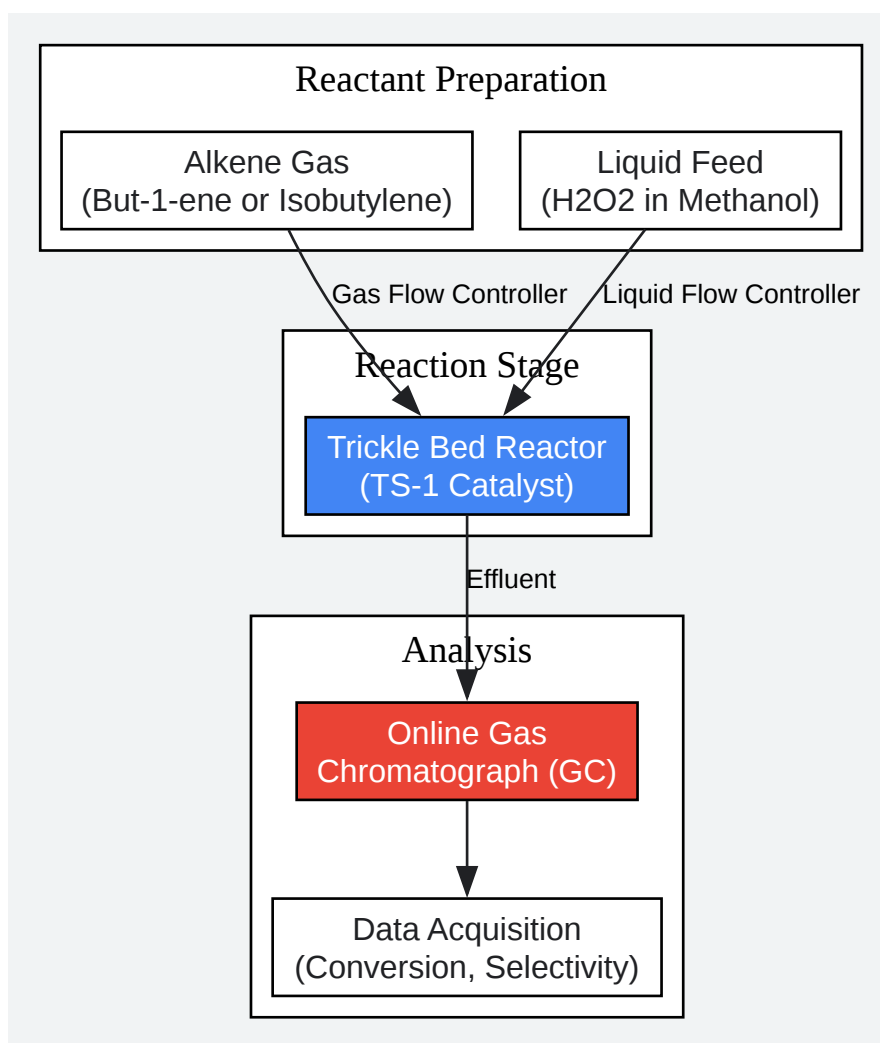 Reactant Preparation
Alkene Gas
(But-1-ene or Isobutylene)
Liquid Feed
(H2O2 in Methanol)
Gas Flow Controller
Liquid Flow Controller
Reaction Stage
Trickle Bed Reactor
(TS-1 Catalyst)
Effluent
Analysis
Online Gas
Chromatograph (GC)
Data Acquisition
(Conversion, Selectivity)